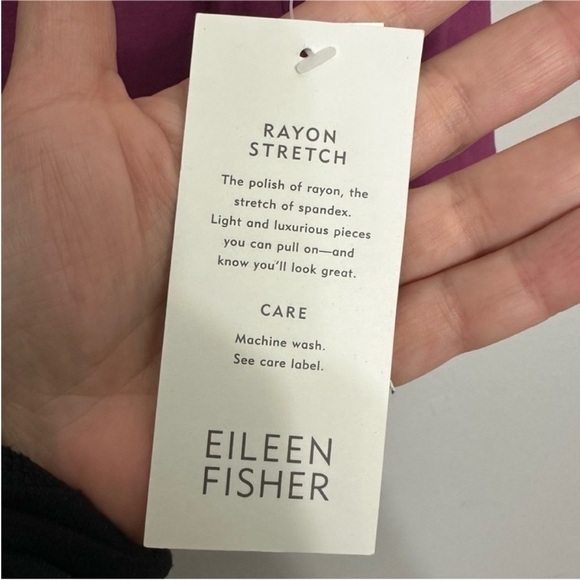 RAYON
STRETCH
The polish of rayon, the
stretch of spandex.
Light and luxurious pieces
you can pull on—and
know you'll look great.
CARE
Machine wash.
See care label.
EILEEN
FISHER